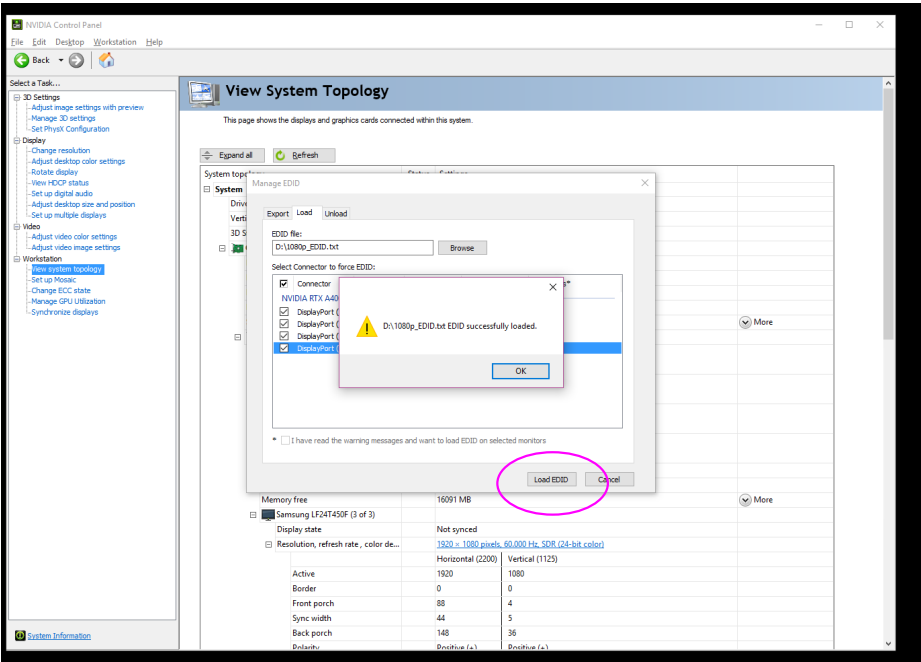 NVIDIA Control Panel
File Edit Desktop Workstation Help
Back
Select a Task...
3D Settings
Adjust image settings with preview
Manage 3D settings
Set PhysX Configuration
Display
Change resolution
Adjust desktop color settings
Rotate display
View HDCP status
Set up digital audio
Adjust desktop size and position
Set up multiple displays
Video
Adjust video color settings
Adjust video image settings
Workstation
View system topology
Set up Mosaic
Change ECC state
Manage GPU Utilization
Synchronize displays
System Information
View System Topology
This page shows the displays and graphics cards connected within this system.
Expand all Refresh
System
Manage EDID
Export Load Unload
EDID file:
D:\1080p_EDID.txt Browse
Select Connector to force EDID:
Connector
NVIDIA RTX
DisplayPort
DisplayPort
DisplayPort
DisplayPort
D:\1080p_EDID.txt EDID successfully loaded.
OK
* I have read the warning messages and want to load EDID on selected monitors
Load EDID Cancel
More
Memory free 16091 MB More
Samsung LF24T450F (3 of 3)
Display state Not synced
Resolution, refresh rate , color de... 1920 × 1080 pixels, 60.000 Hz, SDR (24-bit color)
Horizontal (2200) Vertical (1125)
Active 1920 1080
Border 0 0
Front porch 88 4
Sync width 44 5
Back porch 148 36
Polarity Positive (+) Positive (+)